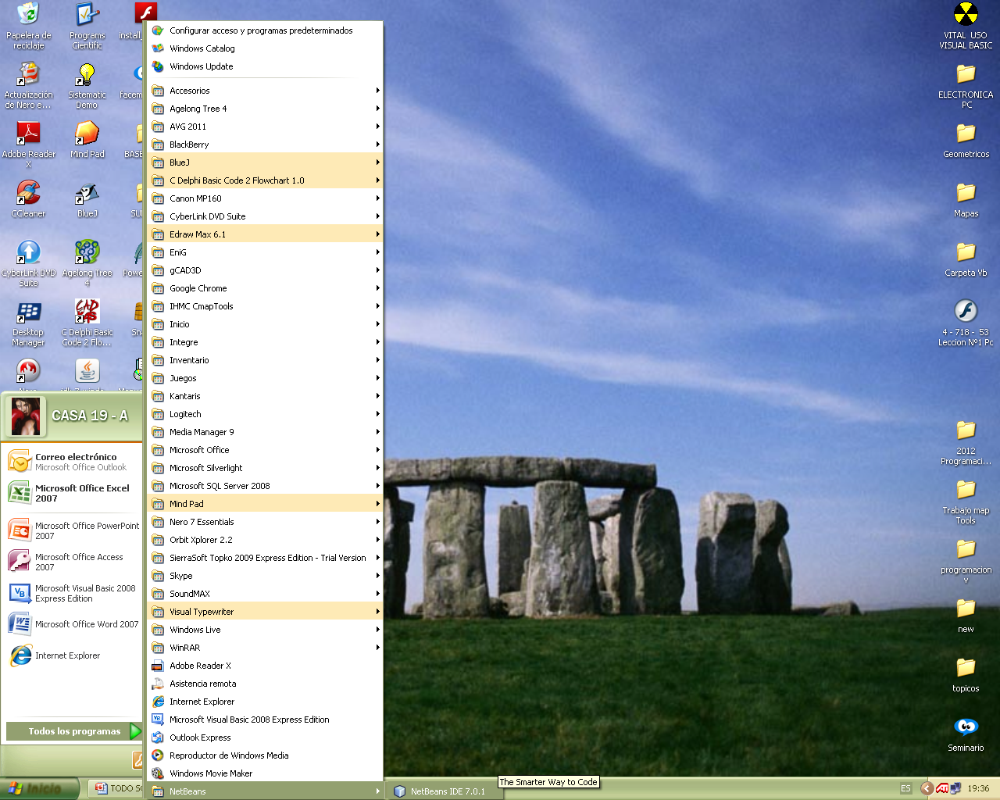 Papelera de
reciclaje
Programs
Cientific
install
Actualización
de Nero e...
Sistematic
Demo
facem
Adobe Reader
X
Mind Pad
BASE
CCleaner
BlueJ
CyberLink DVD
Suite
Agelong Tree
4
Powe
Desktop
Manager
C Delphi Basic
Code 2 Flo...
CASA 19 - A
Correo electrónico
Microsoft Office Outlook
Microsoft Office Excel
2007
Microsoft Office PowerPoint
2007
Microsoft Office Access
2007
Microsoft Visual Basic 2008
Express Edition
Microsoft Office Word 2007
Internet Explorer
Todos los programas
Configurar acceso y programas predeterminados
Windows Catalog
Windows Update
Accesorios
Agelong Tree 4
AVG 2011
BlackBerry
BlueJ
C Delphi Basic Code 2 Flowchart 1.0
Canon MP160
CyberLink DVD Suite
Edraw Max 6.1
EniG
gCAD3D
Google Chrome
IHMC CmapTools
Inicio
Integre
Inventario
Juegos
Kantaris
Logitech
Media Manager 9
Microsoft Office
Microsoft Silverlight
Microsoft SQL Server 2008
Mind Pad
Nero 7 Essentials
Orbit Xplorer 2.2
SierraSoft Topko 2009 Express Edition - Trial Version
Skype
SoundMAX
Visual Typewriter
Windows Live
WinRAR
Adobe Reader X
Asistencia remota
Internet Explorer
Microsoft Visual Basic 2008 Express Edition
Outlook Express
Reproductor de Windows Media
Windows Movie Maker
NetBeans
NetBeans IDE 7.0.1
The Smarter Way to Code
VITAL USO
VISUAL BASIC
ELECTRONICA
PC
Geometricos
Mapas
Carpeta Vb
4 - 718 - 53
Leccion Nº1 Pc
2012
Programaci...
Trabajo map
Tools
programacion
v
new
topicos
Seminario
Inicio
TODO SO
ES
19:36